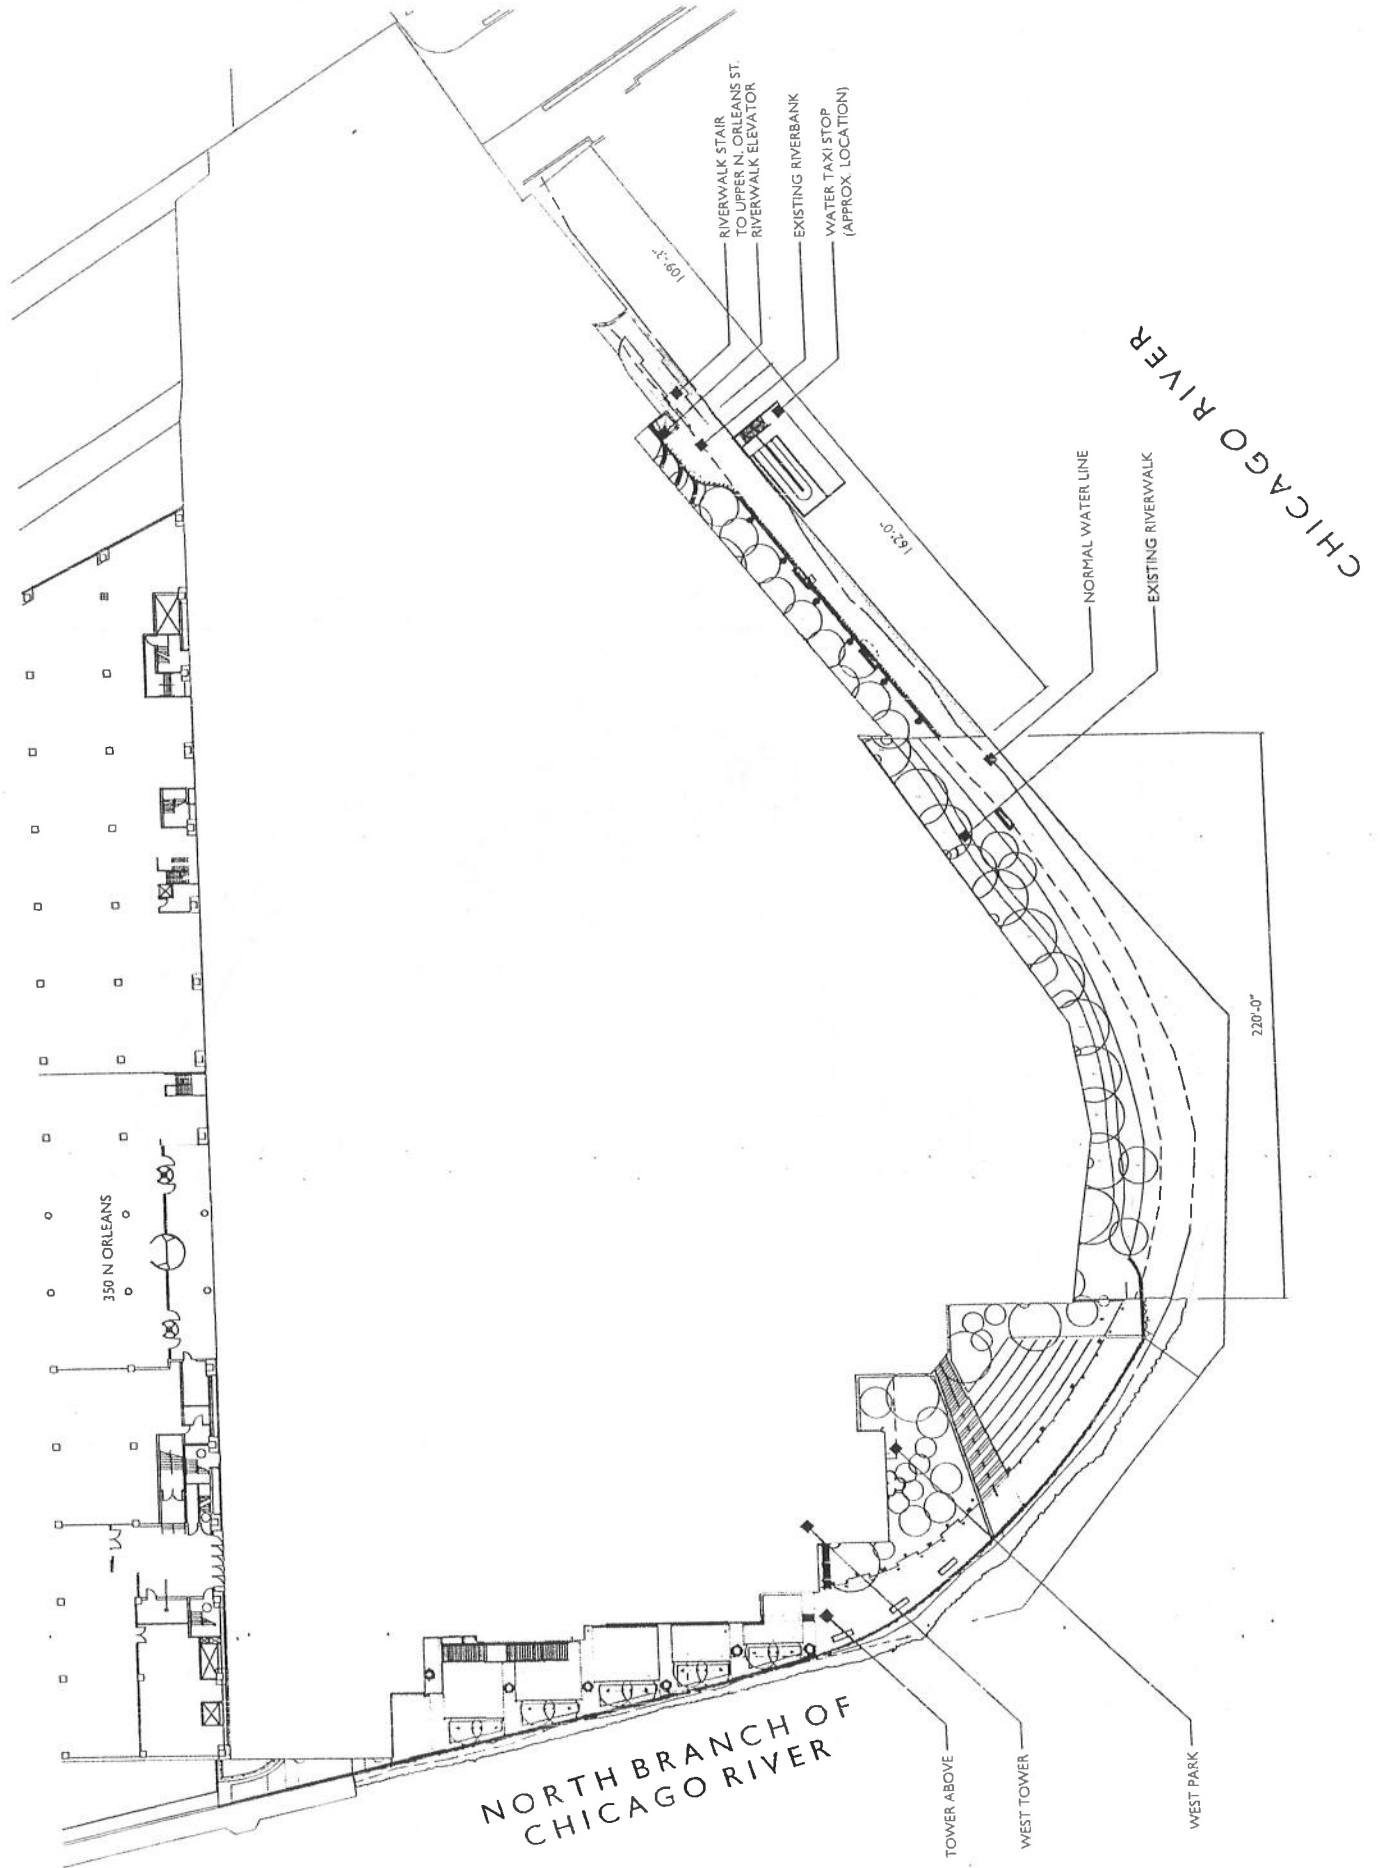 RIVERWALK STAIR
TO UPPER N. ORLEANS ST.
RIVERWALK ELEVATOR
EXISTING RIVERBANK
WATER TAXI STOP
(APPROX. LOCATION)
109'-3"
CHICAGO RIVER
162'-0"
NORMAL WATER LINE
EXISTING RIVERWALK
350 N ORLEANS
220'-0"
NORTH BRANCH OF
CHICAGO RIVER
TOWER ABOVE
WEST TOWER
WEST PARK